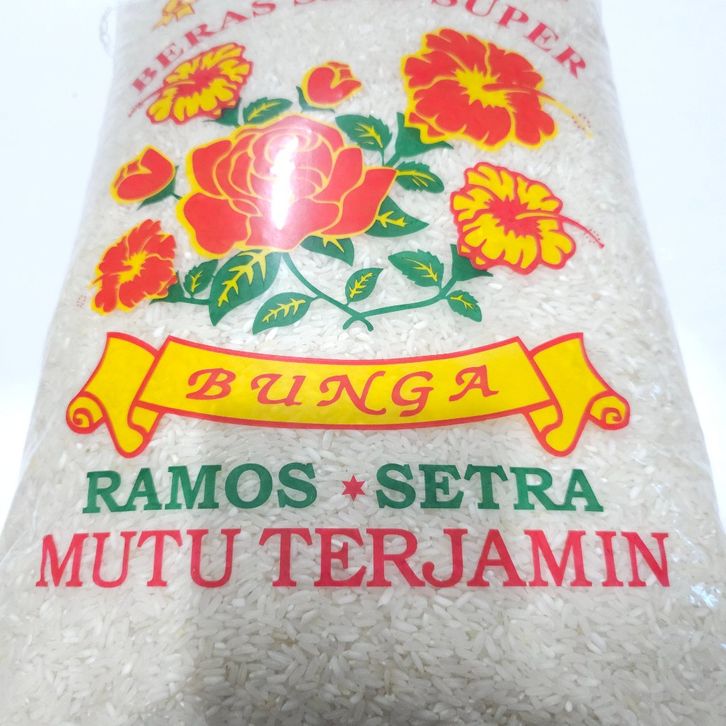 BERAS SUPER
BUNGA
RAMOS * SETRA
MUTU TERJAMIN